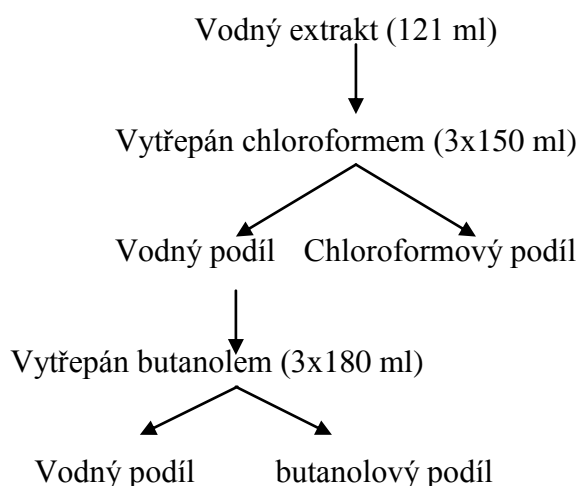 Vodný extrakt (121 ml)
Vytřepán chloroformem (3x150 ml)
Vodný podíl Chloroformový podíl
Vytřepán butanolem (3x180 ml)
Vodný podíl butanolový podíl